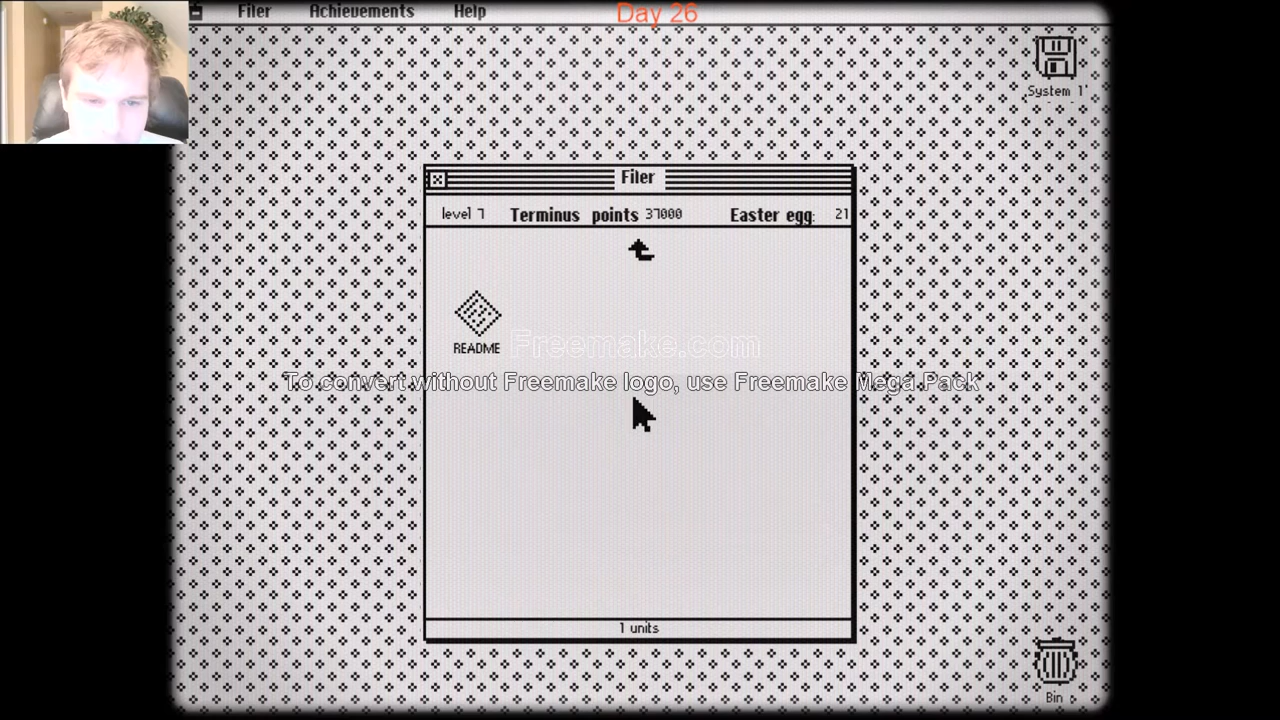 Filer Achievements Help Day 26
System 1
Filer
level 7 Terminus points 37000 Easter egg: 21
README
Freemake.com
To convert without Freemake logo, use Freemake Mega Pack
1 units
Bin